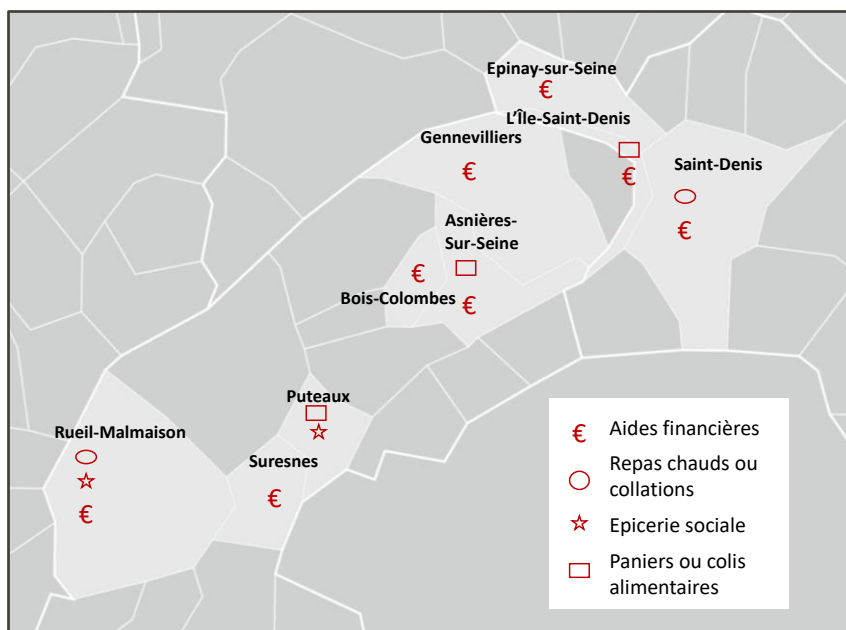 Epinay-sur-Seine
€
L'Île-Saint-Denis
Gennevilliers
€
€
Saint-Denis
€
Asnières-
Sur-Seine
€
Bois-Colombes
€
Puteaux
Rueil-Malmaison
€
Suresnes
€
€ Aides financières
Repas chauds ou
collations
Epicerie sociale
Paniers ou colis
alimentaires